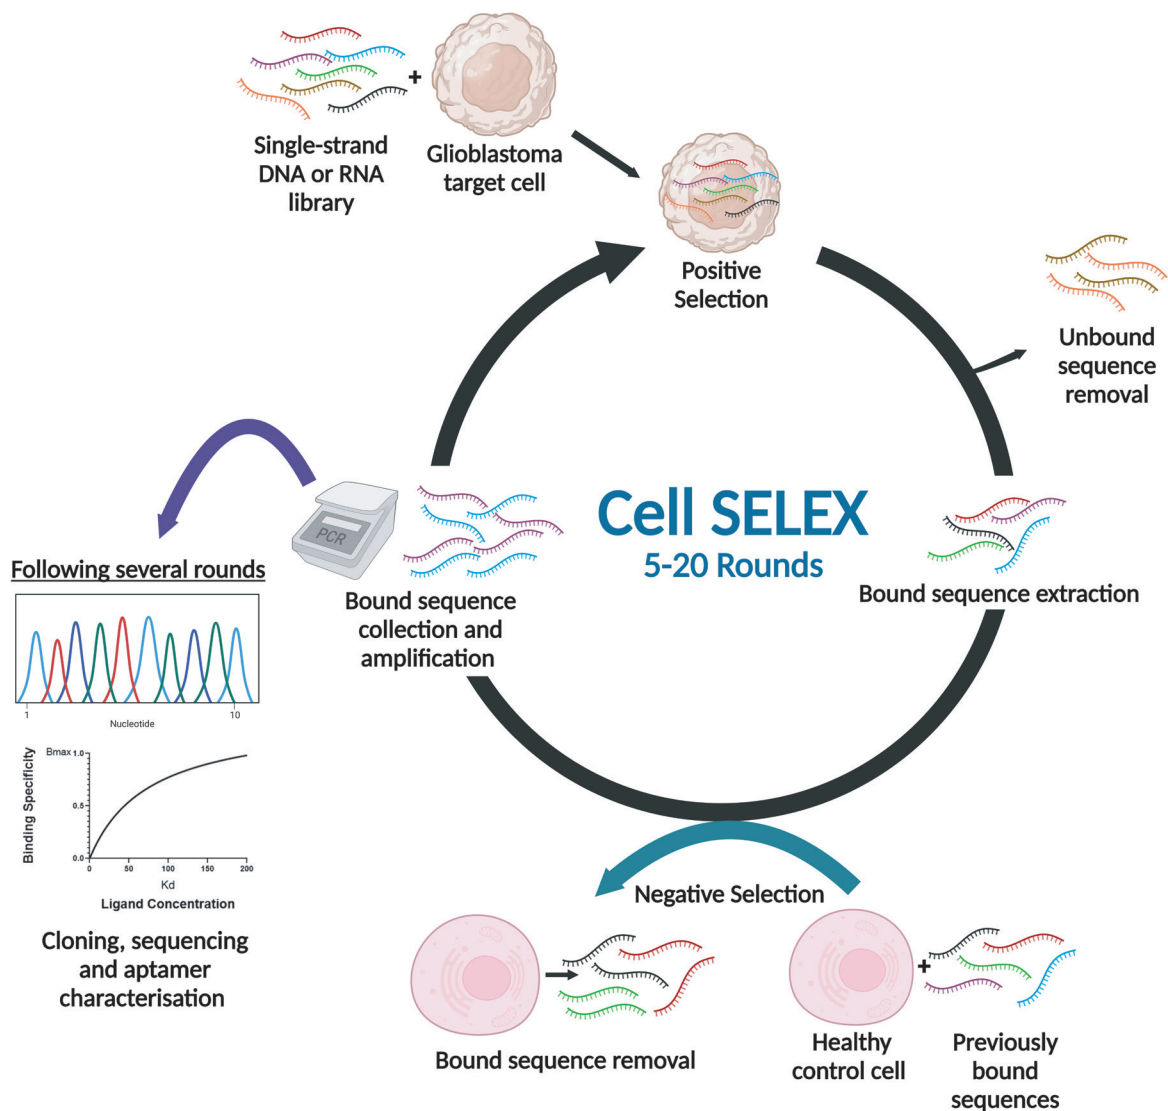 +
Single-strand
DNA or RNA
library
Glioblastoma
target cell
Positive
Selection
Unbound
sequence
removal
Cell SELEX
5-20 Rounds
PCR
Bound sequence
collection and
amplification
Bound sequence extraction
Following several rounds
1
10
Nucleotide
Bmax 1.0
0.5
0.0
Binding Specificity
0 50 100 150 200
Kd
Ligand Concentration
Cloning, sequencing
and aptamer
characterisation
Negative Selection
+
Bound sequence removal
Healthy
control cell
Previously
bound
sequences